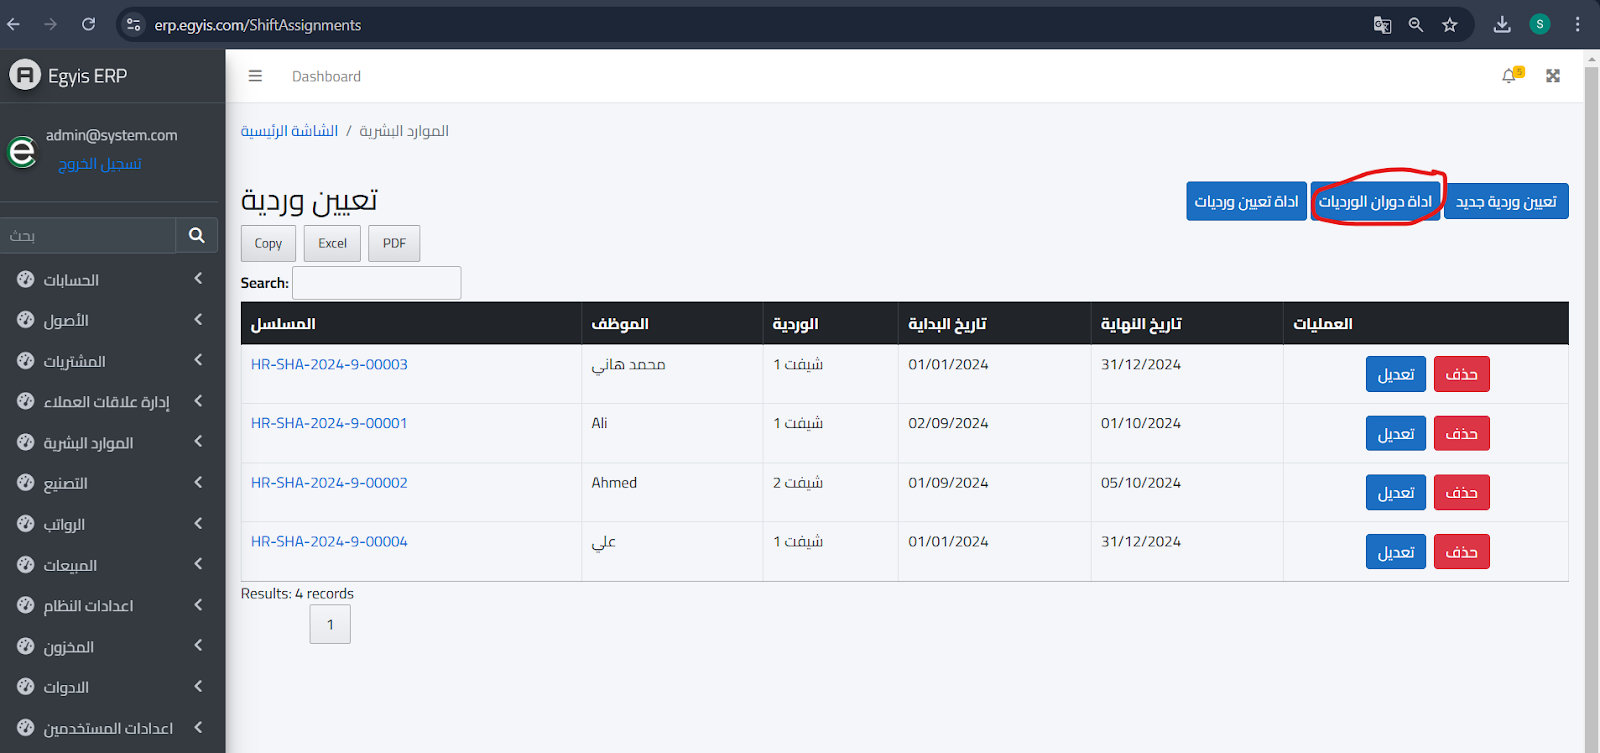 erp.egyis.com/ShiftAssignments
S
Egyis ERP
admin@system.com
تسجيل الخروج
بحث
الحسابات
الأصول
المشتريات
إدارة علاقات العملاء
الموارد البشرية
التصنيع
الرواتب
المبيعات
اعدادات النظام
المخزون
الادوات
اعدادات المستخدمين
Dashboard
5
الشاشة الرئيسية / الموارد البشرية
تعيين وردية
اداة تعيين ورديات
اداة دوران الورديات
تعيين وردية جديد
Copy Excel PDF
Search:
المسلسل الموظف الوردية تاريخ البداية تاريخ النهاية العمليات
HR-SHA-2024-9-00003 محمد هاني شيفت 1 01/01/2024 31/12/2024 تعديل حذف
HR-SHA-2024-9-00001 Ali شيفت 1 02/09/2024 01/10/2024 تعديل حذف
HR-SHA-2024-9-00002 Ahmed شيفت 2 01/09/2024 05/10/2024 تعديل حذف
HR-SHA-2024-9-00004 علي شيفت 1 01/01/2024 31/12/2024 تعديل حذف
Results: 4 records
1